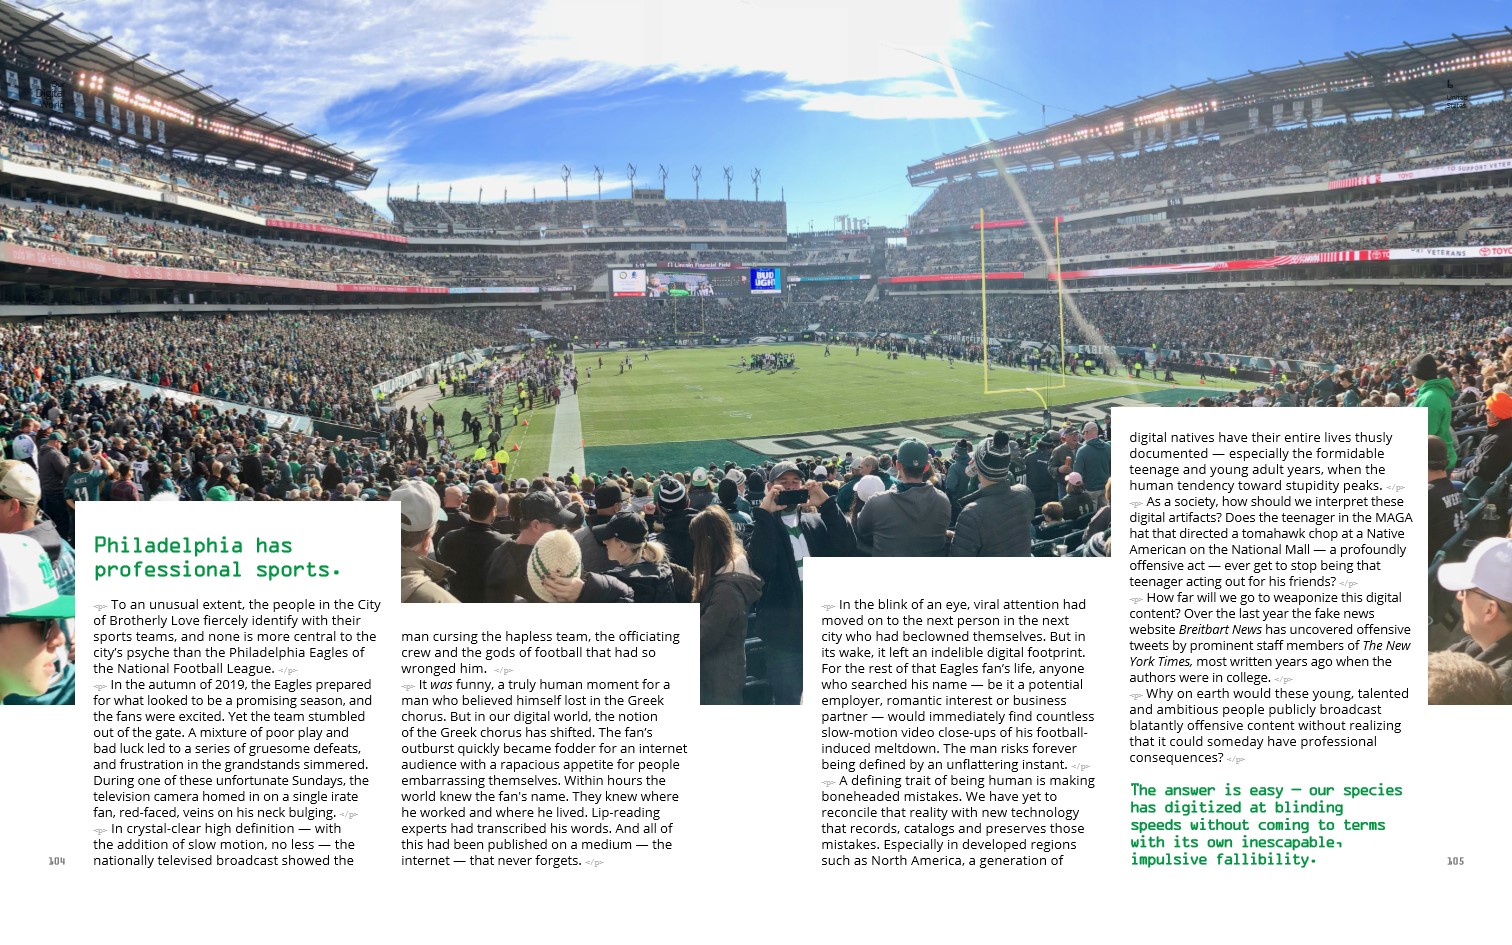 Digital
World
United
States
TO SUPPORT VETER
TOYO
VETERANS
TOYO
Lincoln Financial Field
BUD
LIGHT
EAGLES
Philadelphia has
professional sports.
<p> To an unusual extent, the people in the City
of Brotherly Love fiercely identify with their
sports teams, and none is more central to the
city’s psyche than the Philadelphia Eagles of
the National Football League. </p>
<p> In the autumn of 2019, the Eagles prepared
for what looked to be a promising season, and
the fans were excited. Yet the team stumbled
out of the gate. A mixture of poor play and
bad luck led to a series of gruesome defeats,
and frustration in the grandstands simmered.
During one of these unfortunate Sundays, the
television camera homed in on a single irate
fan, red-faced, veins on his neck bulging. </p>
<p> In crystal-clear high definition — with
the addition of slow motion, no less — the
nationally televised broadcast showed the
man cursing the hapless team, the officiating
crew and the gods of football that had so
wronged him. </p>
<p> It was funny, a truly human moment for a
man who believed himself lost in the Greek
chorus. But in our digital world, the notion
of the Greek chorus has shifted. The fan’s
outburst quickly became fodder for an internet
audience with a rapacious appetite for people
embarrassing themselves. Within hours the
world knew the fan's name. They knew where
he worked and where he lived. Lip-reading
experts had transcribed his words. And all of
this had been published on a medium — the
internet — that never forgets. </p>
<p> In the blink of an eye, viral attention had
moved on to the next person in the next
city who had beclowned themselves. But in
its wake, it left an indelible digital footprint.
For the rest of that Eagles fan’s life, anyone
who searched his name — be it a potential
employer, romantic interest or business
partner — would immediately find countless
slow-motion video close-ups of his football-
induced meltdown. The man risks forever
being defined by an unflattering instant. </p>
<p> A defining trait of being human is making
boneheaded mistakes. We have yet to
reconcile that reality with new technology
that records, catalogs and preserves those
mistakes. Especially in developed regions
such as North America, a generation of
digital natives have their entire lives thusly
documented — especially the formidable
teenage and young adult years, when the
human tendency toward stupidity peaks. </p>
<p> As a society, how should we interpret these
digital artifacts? Does the teenager in the MAGA
hat that directed a tomahawk chop at a Native
American on the National Mall — a profoundly
offensive act — ever get to stop being that
teenager acting out for his friends? </p>
<p> How far will we go to weaponize this digital
content? Over the last year the fake news
website Breitbart News has uncovered offensive
tweets by prominent staff members of The New
York Times, most written years ago when the
authors were in college. </p>
<p> Why on earth would these young, talented
and ambitious people publicly broadcast
blatantly offensive content without realizing
that it could someday have professional
consequences? </p>
The answer is easy — our species
has digitized at blinding
speeds without coming to terms
with its own inescapable,
impulsive fallibility.
104
105